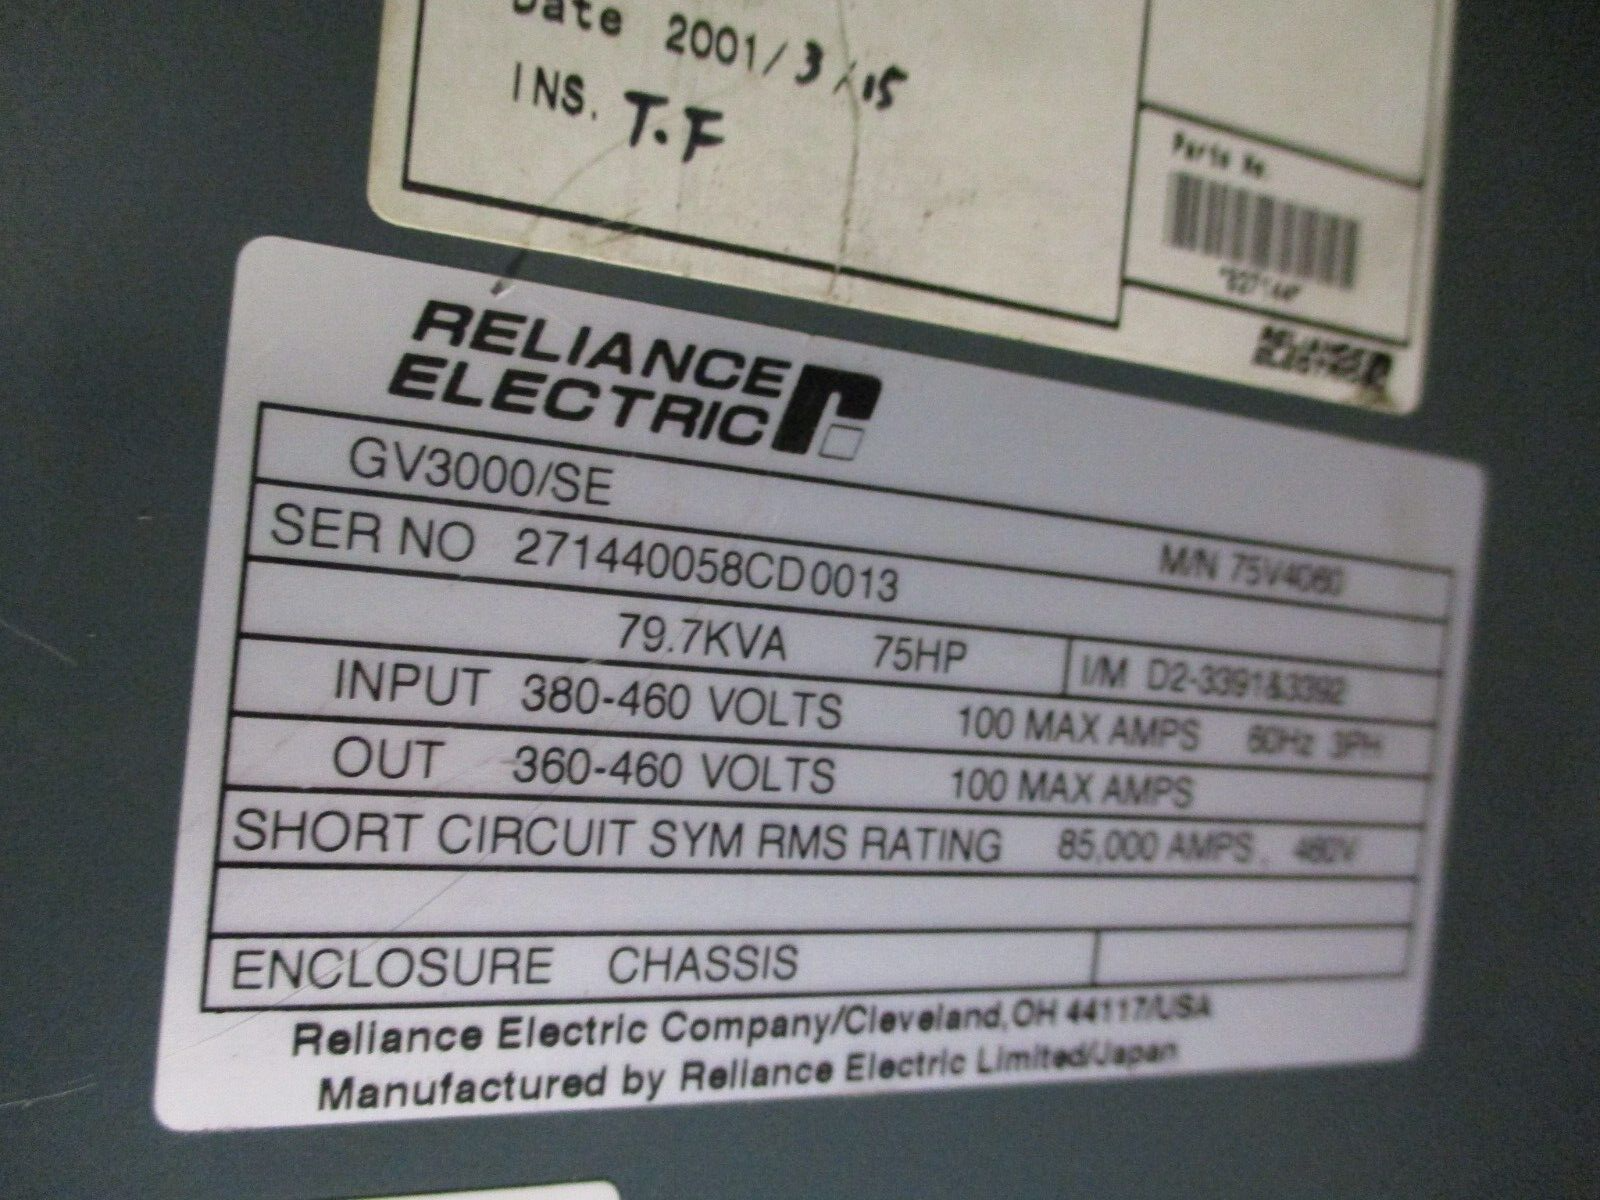 Date 2001/3/15
INS. T.F
Parts No.
RELIANCE
ELECTRIC
RELIANCE
ELECTRIC
GV3000/SE
M/N 75V4060
SER NO 271440058CD0013
79.7KVA 75HP I/M D2-3391&3392
INPUT 380-460 VOLTS 100 MAX AMPS 60Hz 3PH
OUT 360-460 VOLTS 100 MAX AMPS
SHORT CIRCUIT SYM RMS RATING 85,000 AMPS, 460V
ENCLOSURE CHASSIS
Reliance Electric Company/Cleveland,OH 44117/USA
Manufactured by Reliance Electric Limited/Japan